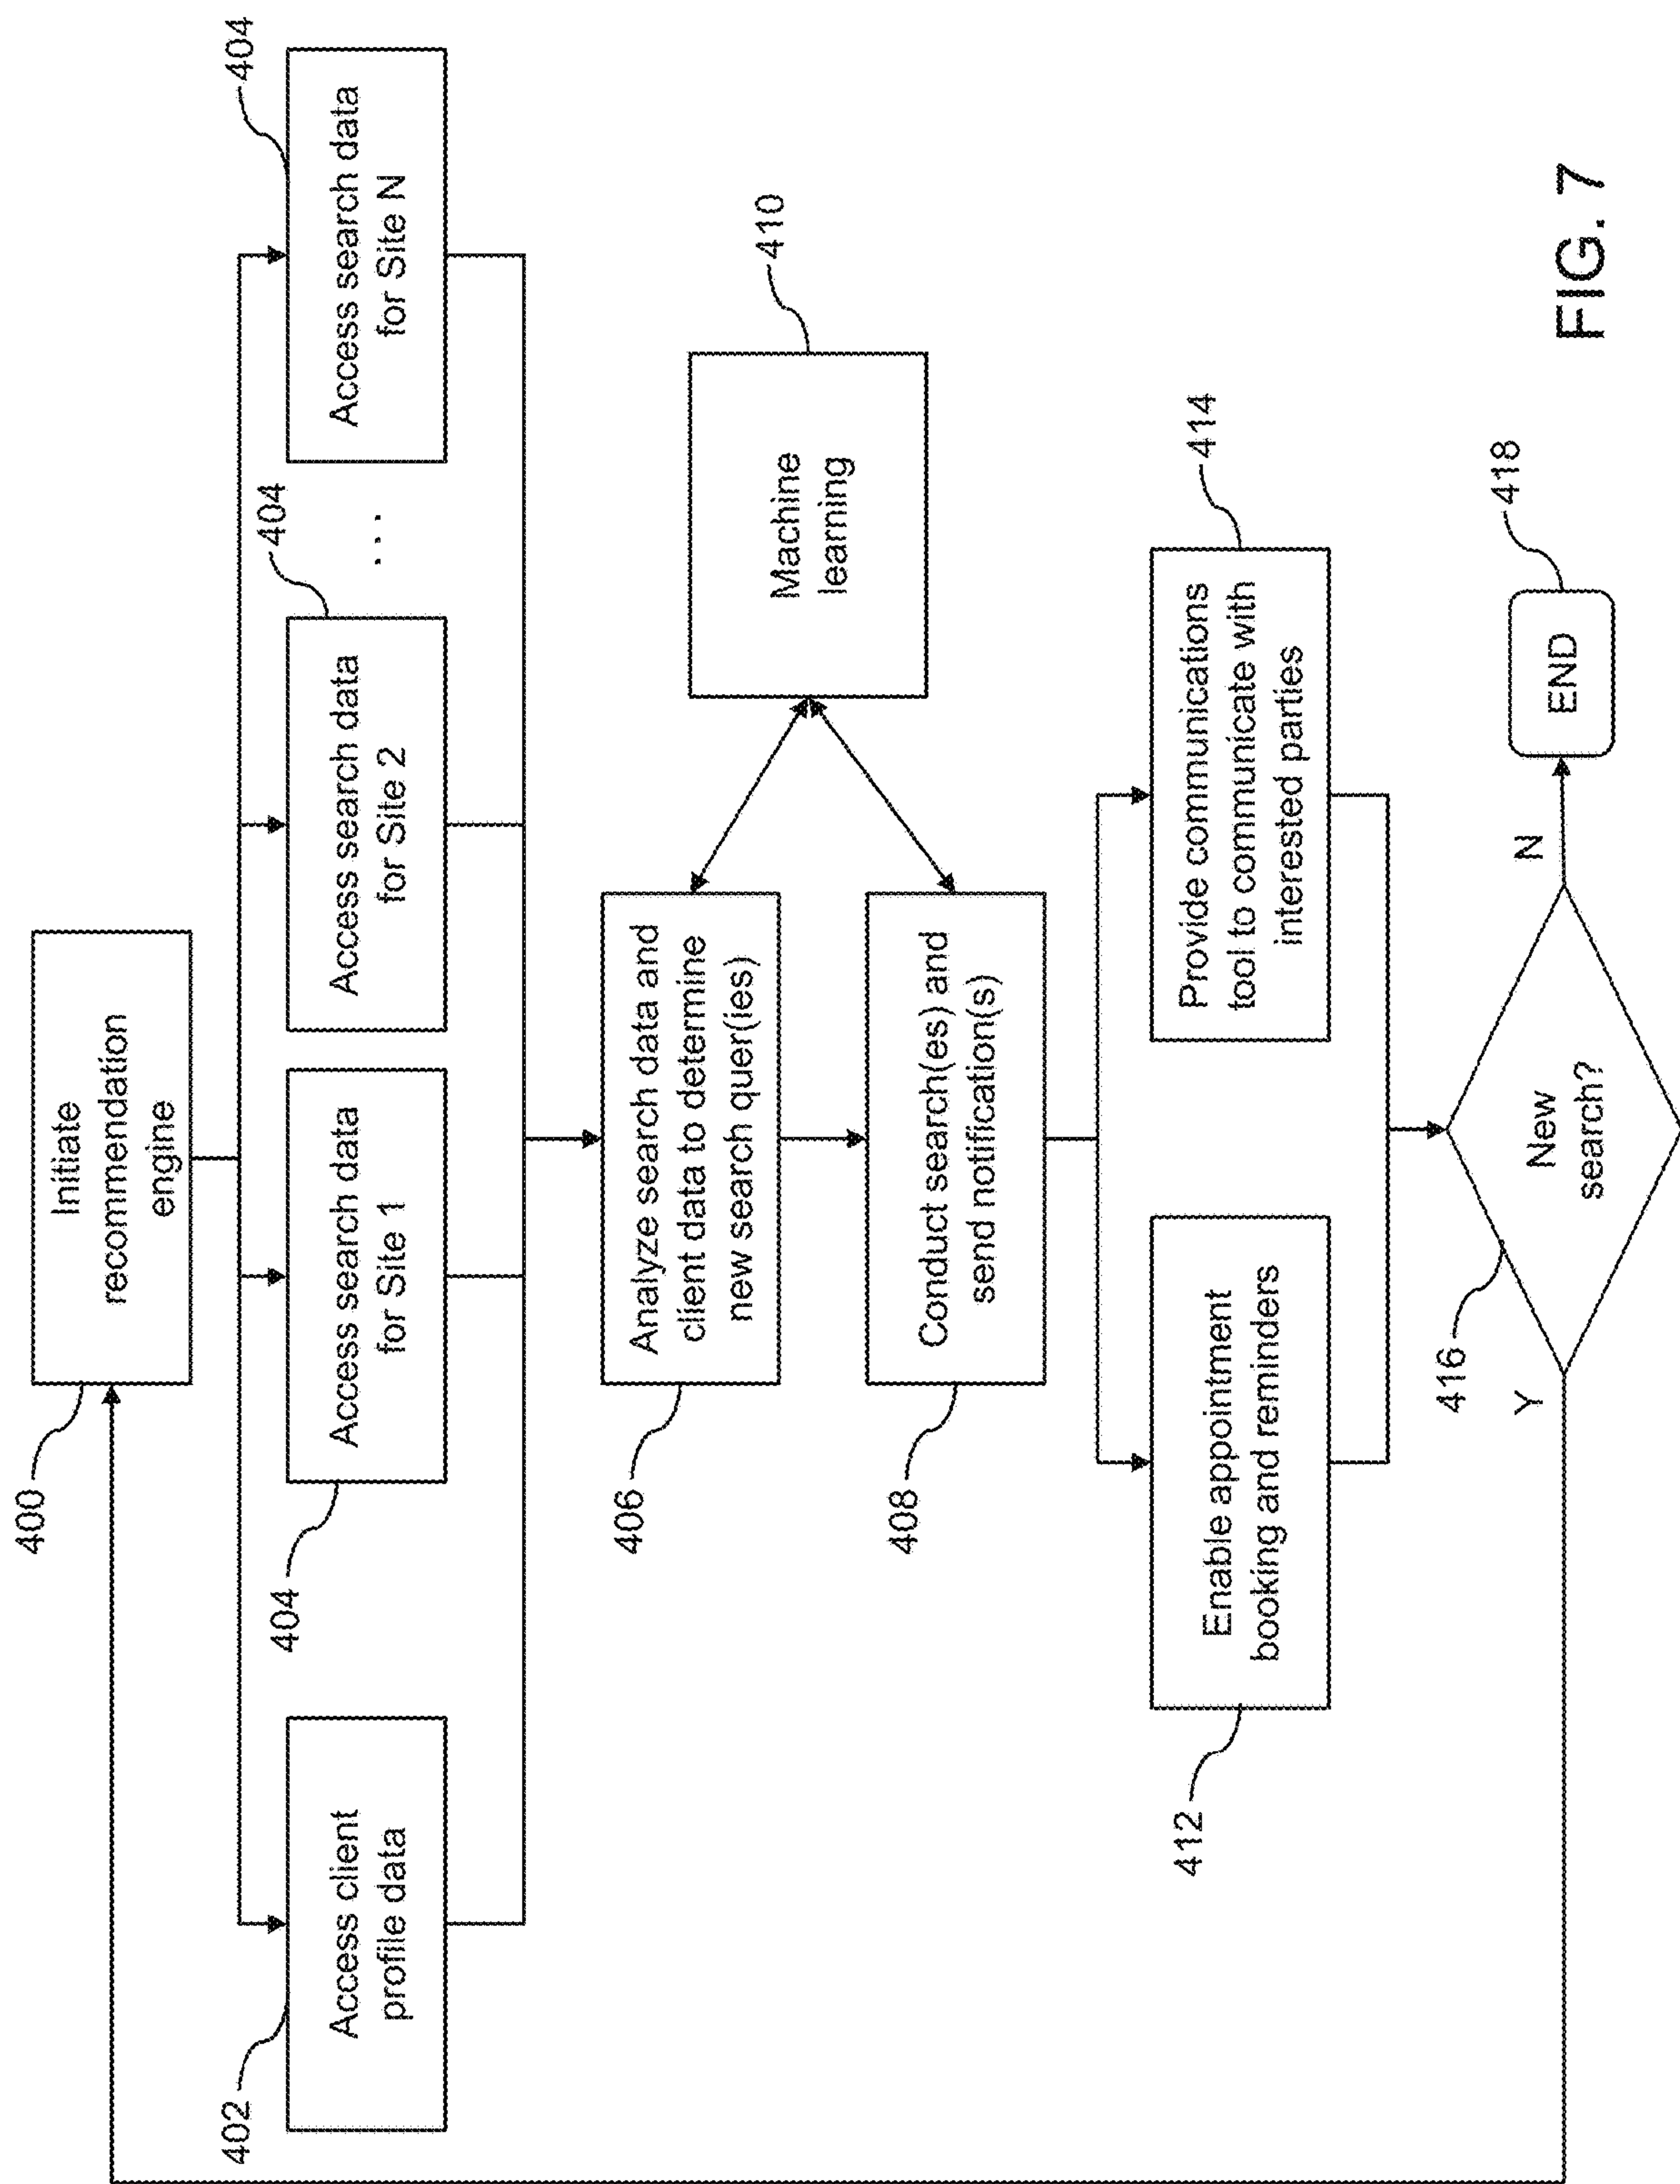 400
Initiate
recommendation
engine
402
Access client
profile data
404
Access search data
for Site 1
404
Access search data
for Site 2
...
404
Access search data
for Site N
406
Analyze search data and
client data to determine
new search quer(ies)
408
Conduct search(es) and
send notification(s)
410
Machine
learning
412
Enable appointment
booking and reminders
414
Provide communications
tool to communicate with
interested parties
416
New
search?
Y
N
418
END
FIG. 7